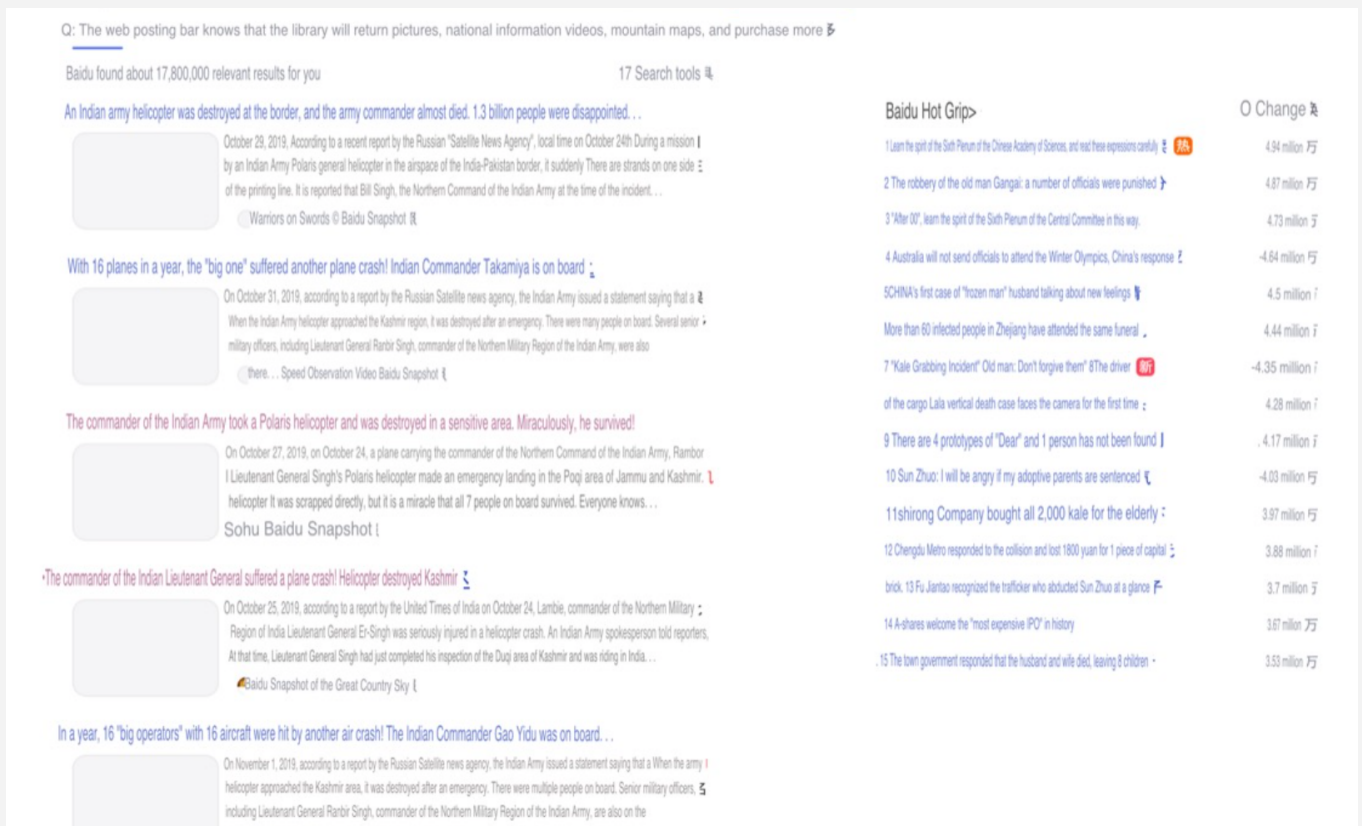 Q: The web posting bar knows that the library will return pictures, national information videos, mountain maps, and purchase more
Baidu found about 17,800,000 relevant results for you
17 Search tools
An Indian army helicopter was destroyed at the border, and the army commander almost died. 1.3 billion people were disappointed. . .
October 29, 2019, According to a recent report by the Russian "Satellite News Agency", local time on October 24th During a mission
by an Indian Army Polaris general helicopter in the airspace of the India-Pakistan border, it suddenly There are strands on one side
of the printing line. It is reported that Bill Singh, the Northern Command of the Indian Army at the time of the incident. . .
Warriors on Swords © Baidu Snapshot
With 16 planes in a year, the "big one" suffered another plane crash! Indian Commander Takamiya is on board
On October 31, 2019, according to a report by the Russian Satellite news agency, the Indian Army issued a statement saying that a
When the Indian Army helicopter approached the Kashmir region, it was destroyed after an emergency. There were many people on board. Several senior
military officers, including Lieutenant General Ranbir Singh, commander of the Northern Military Region of the Indian Army, were also
there. . . Speed Observation Video Baidu Snapshot
The commander of the Indian Army took a Polaris helicopter and was destroyed in a sensitive area. Miraculously, he survived!
On October 27, 2019, on October 24, a plane carrying the commander of the Northern Command of the Indian Army, Rambor
l Lieutenant General Singh's Polaris helicopter made an emergency landing in the Poqi area of Jammu and Kashmir.
helicopter It was scrapped directly, but it is a miracle that all 7 people on board survived. Everyone knows. . .
Sohu Baidu Snapshot
The commander of the Indian Lieutenant General suffered a plane crash! Helicopter destroyed Kashmir
On October 25, 2019, according to a report by the United Times of India on October 24, Lambie, commander of the Northern Military
Region of India Lieutenant General Er-Singh was seriously injured in a helicopter crash. An Indian Army spokesperson told reporters,
At that time, Lieutenant General Singh had just completed his inspection of the Duqi area of Kashmir and was riding in India. . .
Baidu Snapshot of the Great Country Sky
In a year, 16 "big operators" with 16 aircraft were hit by another air crash! The Indian Commander Gao Yidu was on board. . .
On November 1, 2019, according to a report by the Russian Satellite news agency, the Indian Army issued a statement saying that a When the army
helicopter approached the Kashmir area, it was destroyed after an emergency. There were multiple people on board. Senior military officers,
including Lieutenant General Ranbir Singh, commander of the Northern Military Region of the Indian Army, are also on the
Baidu Hot Grip>
O Change
1 Learn the spirit of the Sixth Plenum of the Chinese Academy of Sciences, and read these expressions carefully 热 4.94 million 万
2 The robbery of the old man Gangai: a number of officials were punished 4.87 million 万
3 "After 00", learn the spirit of the Sixth Plenum of the Central Committee in this way. 4.73 million
4 Australia will not send officials to attend the Winter Olympics, China's response -4.64 million
5CHINA's first case of "frozen man" husband talking about new feelings 4.5 million
More than 60 infected people in Zhejiang have attended the same funeral 4.44 million
7 "Kale Grabbing Incident" Old man: Don't forgive them" 8The driver 新 -4.35 million
of the cargo Lala vertical death case faces the camera for the first time 4.28 million
9 There are 4 prototypes of "Dear" and 1 person has not been found 4.17 million
10 Sun Zhuo: I will be angry if my adoptive parents are sentenced -4.03 million
11shirong Company bought all 2,000 kale for the elderly 3.97 million
12 Chengdu Metro responded to the collision and lost 1800 yuan for 1 piece of capital 3.88 million
brick. 13 Fu Jiantao recognized the trafficker who abducted Sun Zhuo at a glance 3.7 million
14 A-shares welcome the "most expensive IPO" in history 3.67 million 万
15 The town government responded that the husband and wife died, leaving 8 children 3.53 million 万